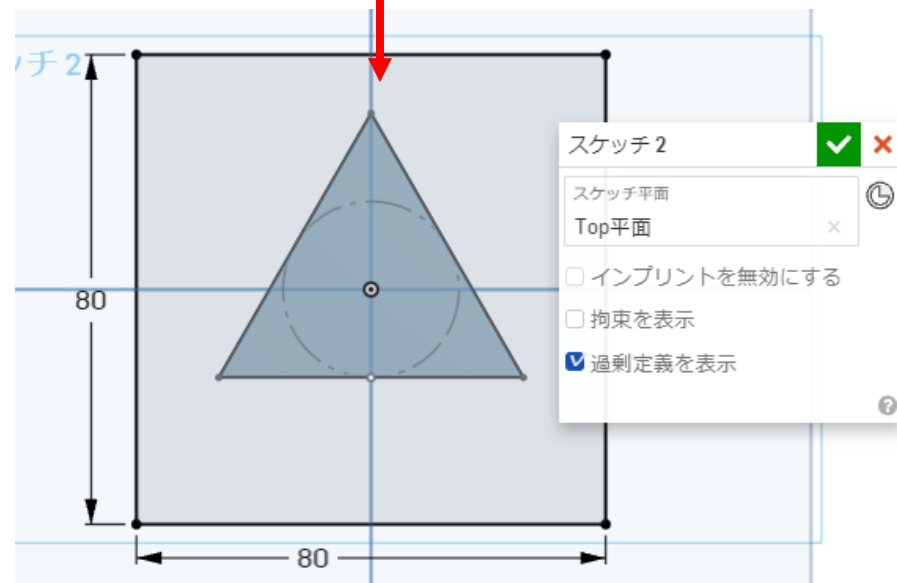 ッチ 2
スケッチ 2
スケッチ平面
Top平面
インプリントを無効にする
80
拘束を表示
過剰定義を表示
80